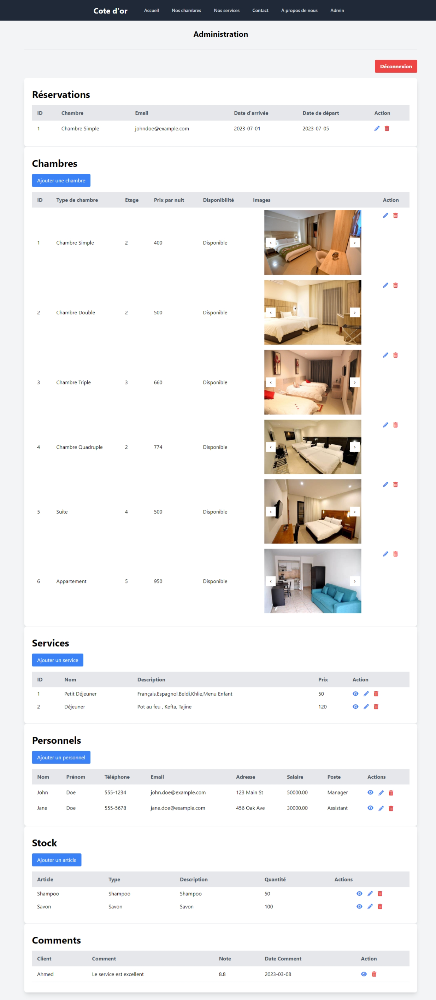 Cote d'or Accueil Nos chambres Nos services Contact À propos de nous Admin
Administration
Déconnexion
Réservations
ID Chambre Email Date d'arrivée Date de départ Action
1 Chambre Simple johndoe@example.com 2023-07-01 2023-07-05
Chambres
Ajouter une chambre
ID Type de chambre Etage Prix par nuit Disponibilité Images Action
1 Chambre Simple 2 400 Disponible ‹ ›
2 Chambre Double 2 500 Disponible ‹ ›
3 Chambre Triple 3 660 Disponible ‹ ›
4 Chambre Quadruple 2 774 Disponible ‹ ›
5 Suite 4 500 Disponible ‹ ›
6 Appartement 5 950 Disponible ‹ ›
Services
Ajouter un service
ID Nom Description Prix Action
1 Petit Déjeuner Français,Espagnol,Beldi,Khlie,Menu Enfant 50
2 Déjeuner Pot au feu , Kefta, Tajine 120
Personnels
Ajouter un personnel
Nom Prénom Téléphone Email Adresse Salaire Poste Actions
John Doe 555-1234 john.doe@example.com 123 Main St 50000.00 Manager
Jane Doe 555-5678 jane.doe@example.com 456 Oak Ave 30000.00 Assistant
Stock
Ajouter un article
Article Type Description Quantité Actions
Shampoo Shampoo Shampoo 50
Savon Savon Savon 100
Comments
Client Comment Note Date Comment Action
Ahmed Le service est excellent 8.8 2023-03-08